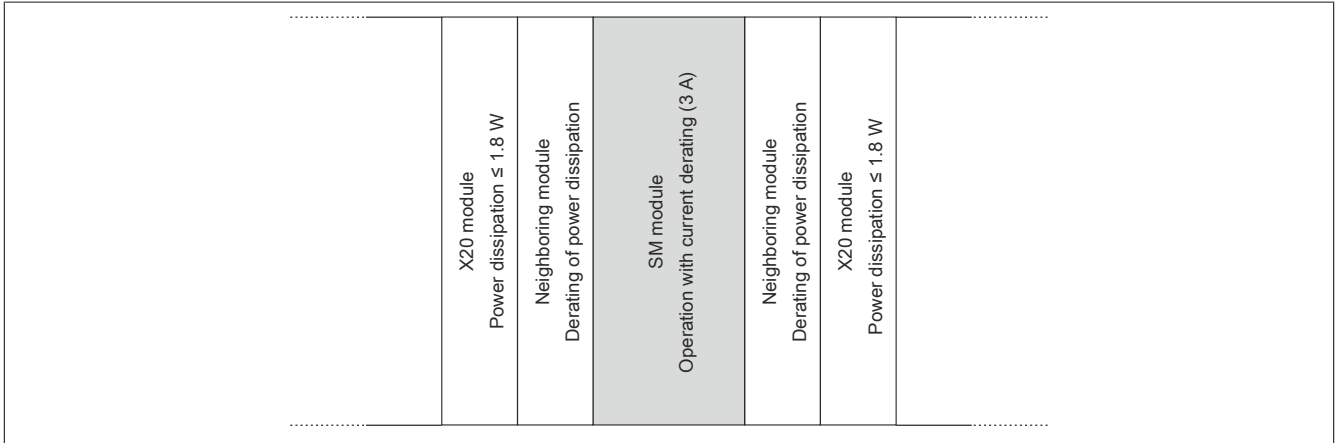 X20 module
Power dissipation ≤ 1.8 W
Neighboring module
Derating of power dissipation
SM module
Operation with current derating (3 A)
Neighboring module
Derating of power dissipation
X20 module
Power dissipation ≤ 1.8 W